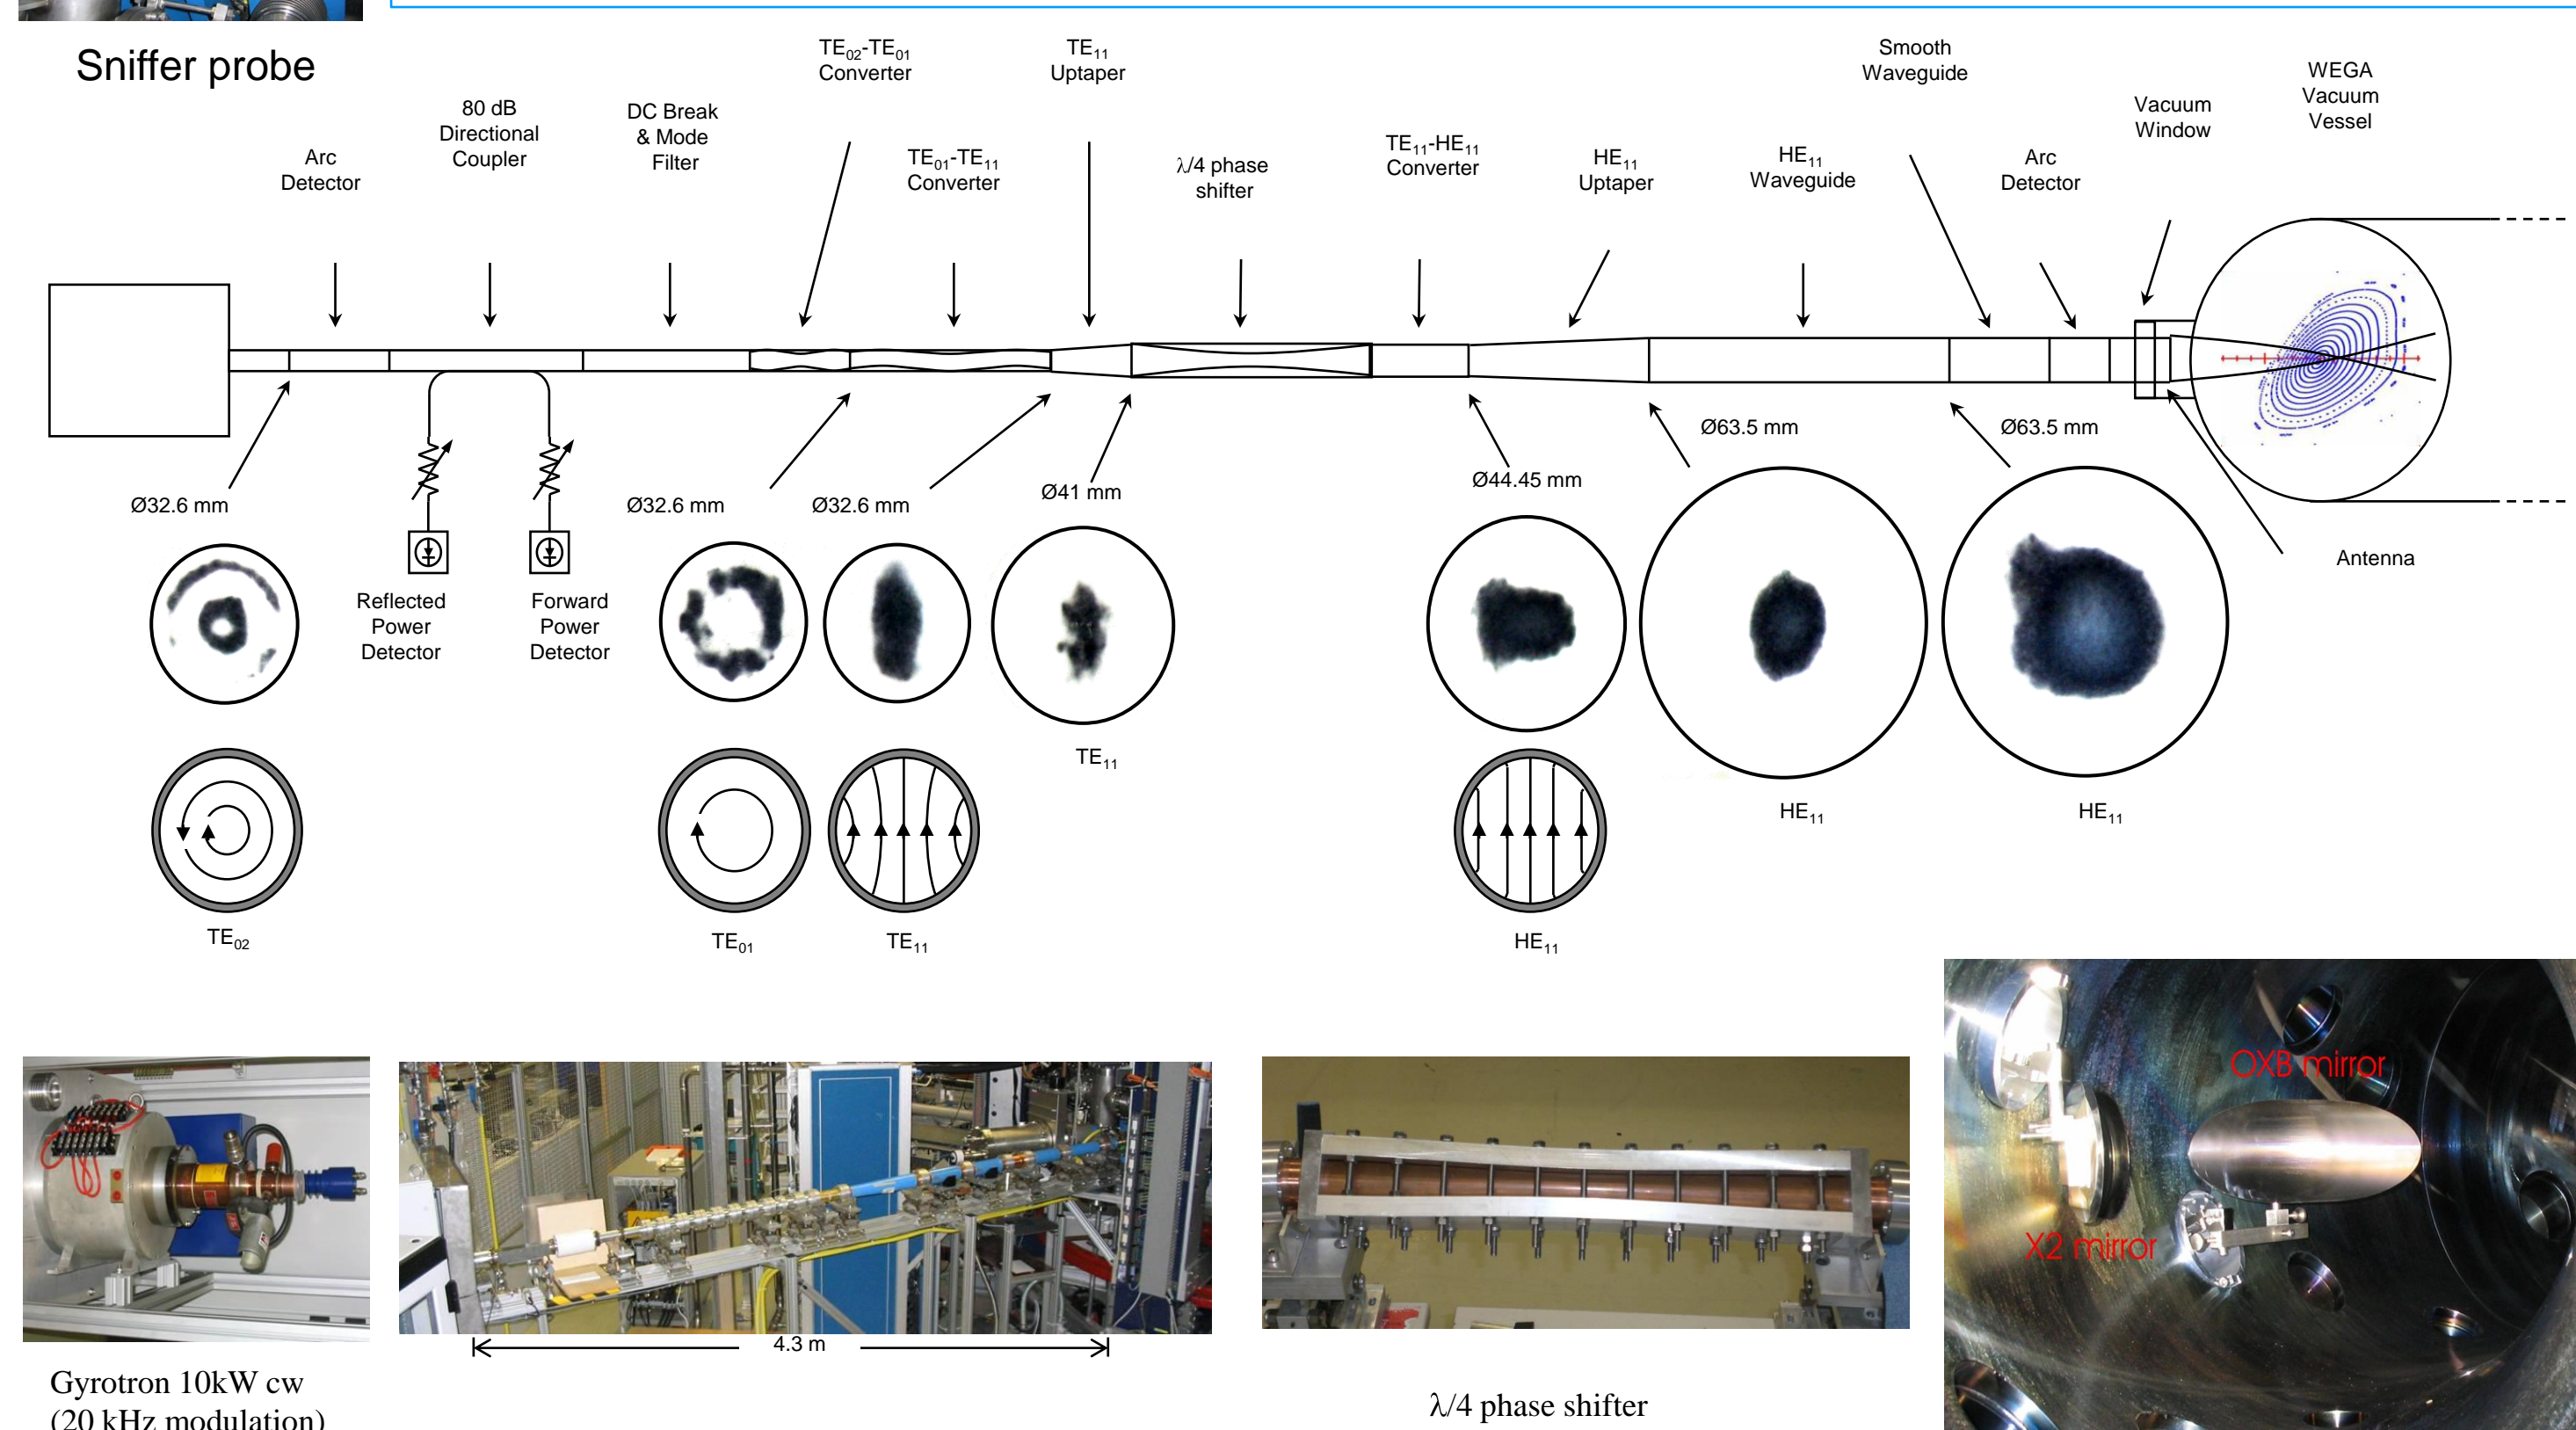 Sniffer probe
Arc
Detector
80 dB
Directional
Coupler
DC Break
& Mode
Filter
TE02-TE01
Converter
TE01-TE11
Converter
TE11
Uptaper
λ/4 phase
shifter
TE11-HE11
Converter
HE11
Uptaper
HE11
Waveguide
Smooth
Waveguide
Arc
Detector
Vacuum
Window
WEGA
Vacuum
Vessel
Ø32.6 mm
Ø32.6 mm
Ø32.6 mm
Ø41 mm
Ø44.45 mm
Ø63.5 mm
Ø63.5 mm
Antenna
Reflected
Power
Detector
Forward
Power
Detector
TE11
HE11
HE11
TE02
TE01
TE11
HE11
OXB mirror
X2 mirror
4.3 m
Gyrotron 10kW cw
(20 kHz modulation)
λ/4 phase shifter